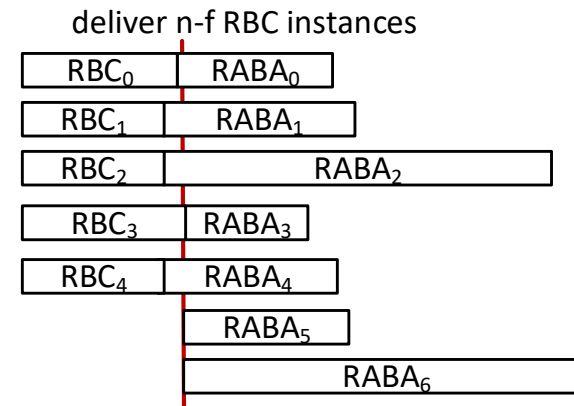 deliver n-f RBC instances
RBC₀ RABA₀
RBC₁ RABA₁
RBC₂ RABA₂
RBC₃ RABA₃
RBC₄ RABA₄
RABA₅
RABA₆